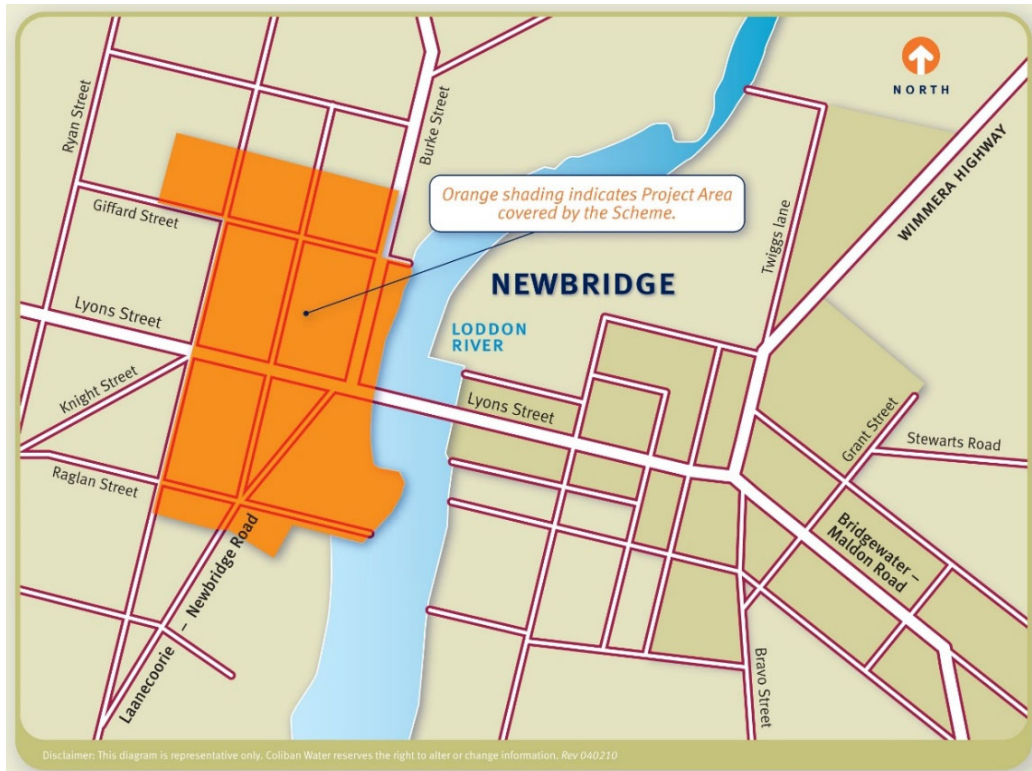 NORTH
Ryan Street
Burke Street
Orange shading indicates Project Area
covered by the Scheme.
Giffard Street
WIMMERA HIGHWAY
Twiggs lane
NEWBRIDGE
LODDON
RIVER
Lyons Street
Knight Street
Lyons Street
Grant Street
Stewarts Road
Raglan Street
Bridgewater –
Maldon Road
Laanecoorie – Newbridge Road
Bravo Street
Disclaimer: This diagram is representative only. Coliban Water reserves the right to alter or change information. Rev 040210